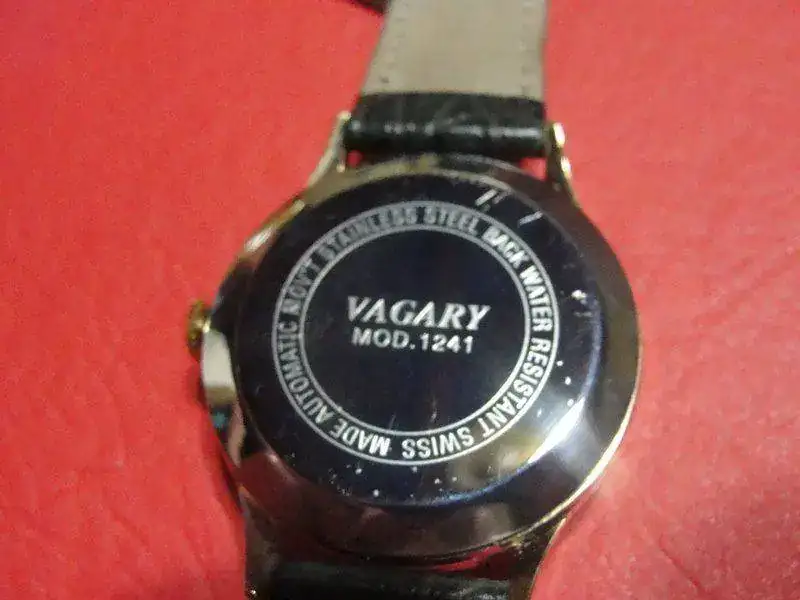 VAGARY
MOD.1241
STAINLESS STEEL BACK WATER RESISTANT SWISS MADE AUTOMATIC MOV'T